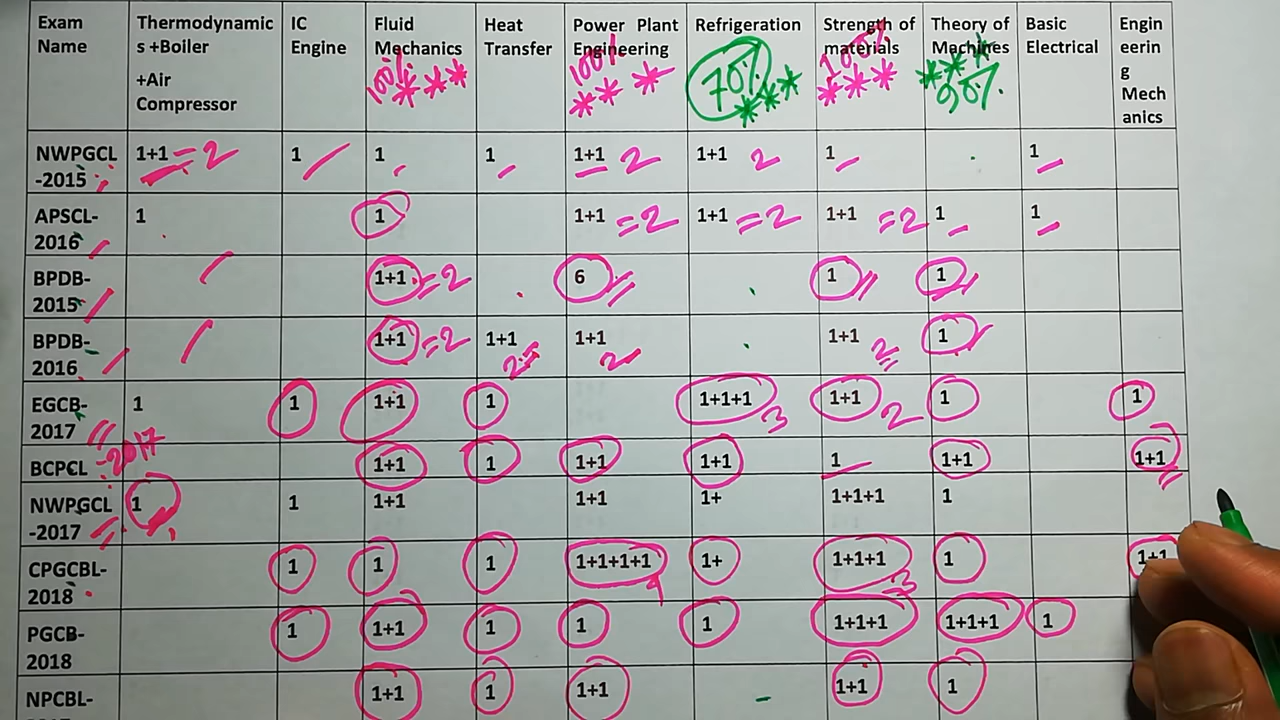 Exam Name
Thermodynamic s +Boiler +Air Compressor
IC Engine
Fluid Mechanics
Heat Transfer
Power Plant Engineering
Refrigeration
Strength of materials
Theory of Machines
Basic Electrical
Engin eerin g Mech anics
100% ***
100% ***
70% ***
100% ***
*** 90%
NWPGCL -2015 1+1 =2 1 1 1 1+1 2 1+1 2 1 1
APSCL- 2016 1 1 1+1 =2 1+1 =2 1+1 =2 1 1
BPDB- 2015 1+1 =2 6 1 1
BPDB- 2016 1+1 =2 1+1 2 1+1 2 1+1 2 1
EGCB- 2017 1 1 1+1 1 1+1+1 3 1+1 2 1 1
BCPCL -2017 1+1 1 1+1 1+1 1 1+1 1+1
NWPGCL -2017 1 1 1+1 1+1 1+ 1+1+1 1
CPGCBL- 2018 1 1 1 1+1+1+1 1+ 1+1+1 3 1 1+1
PGCB- 2018 1 1+1 1 1 1 1+1+1 1+1+1 1
NPCBL- 1+1 1 1+1 1+1 1